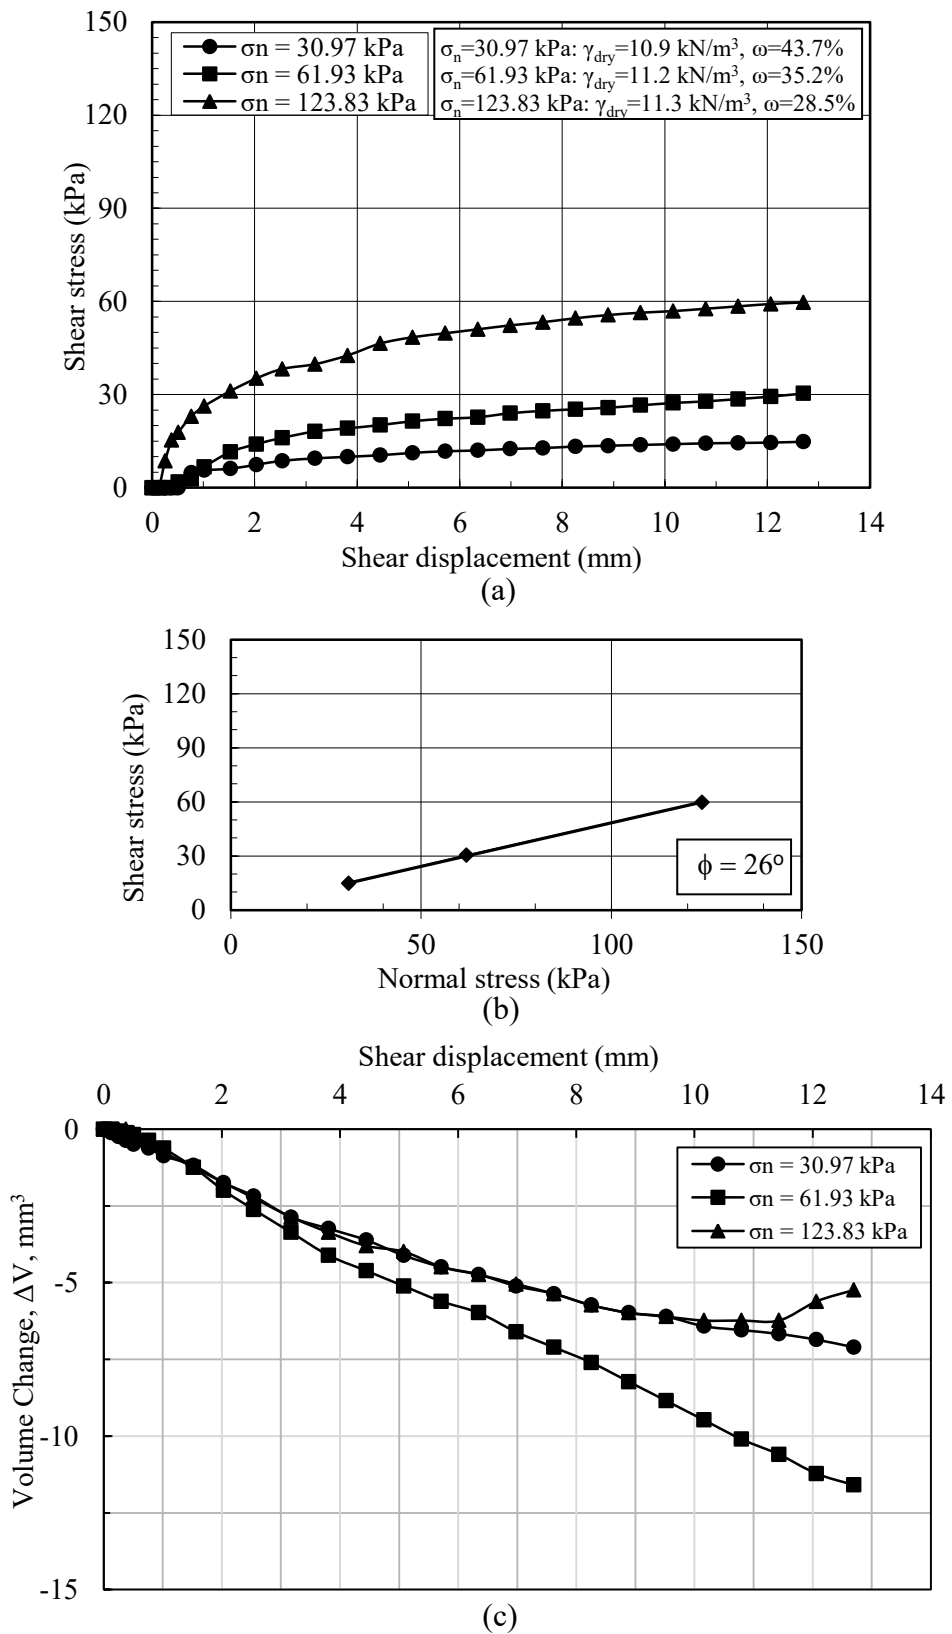 150
120
90
60
30
0
Shear stress (kPa)
σn = 30.97 kPa
σn = 61.93 kPa
σn = 123.83 kPa
σₙ=30.97 kPa: γdry=10.9 kN/m³, ω=43.7%
σₙ=61.93 kPa: γdry=11.2 kN/m³, ω=35.2%
σₙ=123.83 kPa: γdry=11.3 kN/m³, ω=28.5%
0 2 4 6 8 10 12 14
Shear displacement (mm)
(a)
150
120
90
60
30
0
Shear stress (kPa)
ϕ = 26º
0 50 100 150
Normal stress (kPa)
(b)
Shear displacement (mm)
0 2 4 6 8 10 12 14
0
-5
-10
-15
Volume Change, ΔV, mm³
σn = 30.97 kPa
σn = 61.93 kPa
σn = 123.83 kPa
(c)